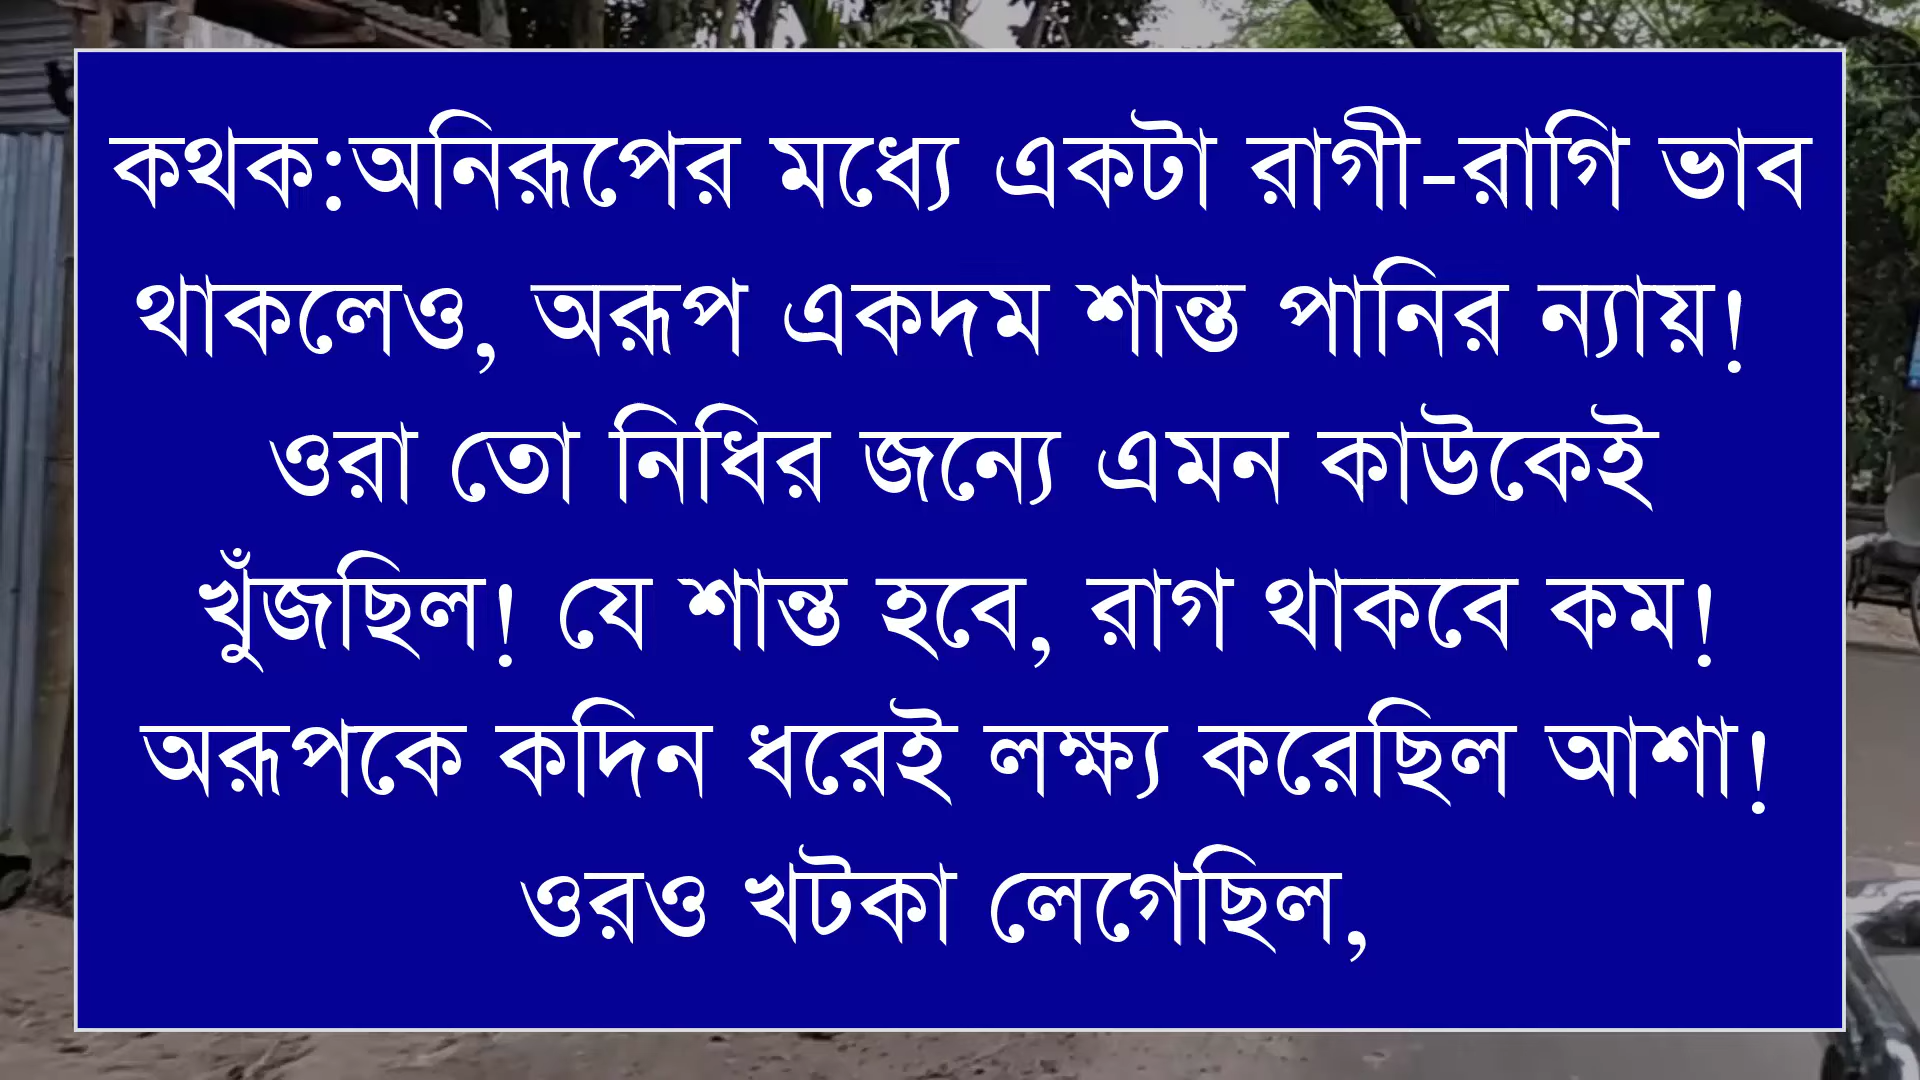 কথক:অনিরূপের মধ্যে একটা রাগী-রাগি ভাব
থাকলেও, অরূপ একদম শান্ত পানির ন্যায়!
ওরা তো নিধির জন্যে এমন কাউকেই
খুঁজছিল! যে শান্ত হবে, রাগ থাকবে কম!
অরূপকে কদিন ধরেই লক্ষ্য করেছিল আশা!
ওরও খটকা লেগেছিল,